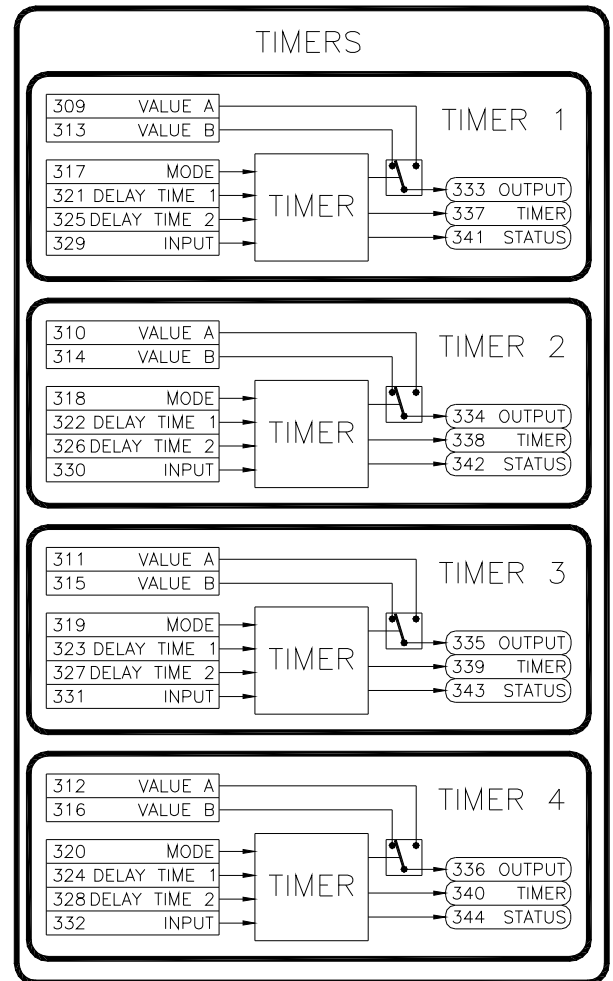 TIMERS
TIMER 1
309 VALUE A
313 VALUE B
317 MODE
321 DELAY TIME 1
325 DELAY TIME 2
329 INPUT
TIMER
333 OUTPUT
337 TIMER
341 STATUS
TIMER 2
310 VALUE A
314 VALUE B
318 MODE
322 DELAY TIME 1
326 DELAY TIME 2
330 INPUT
TIMER
334 OUTPUT
338 TIMER
342 STATUS
TIMER 3
311 VALUE A
315 VALUE B
319 MODE
323 DELAY TIME 1
327 DELAY TIME 2
331 INPUT
TIMER
335 OUTPUT
339 TIMER
343 STATUS
TIMER 4
312 VALUE A
316 VALUE B
320 MODE
324 DELAY TIME 1
328 DELAY TIME 2
332 INPUT
TIMER
336 OUTPUT
340 TIMER
344 STATUS